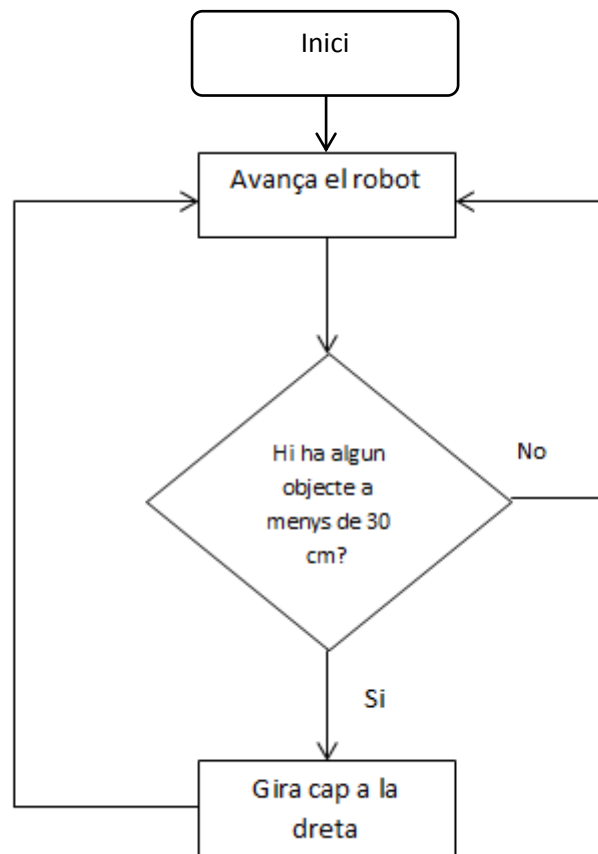 Inici
Avança el robot
Hi ha algun
objecte a
menys de 30
cm?
No
Si
Gira cap a la
dreta